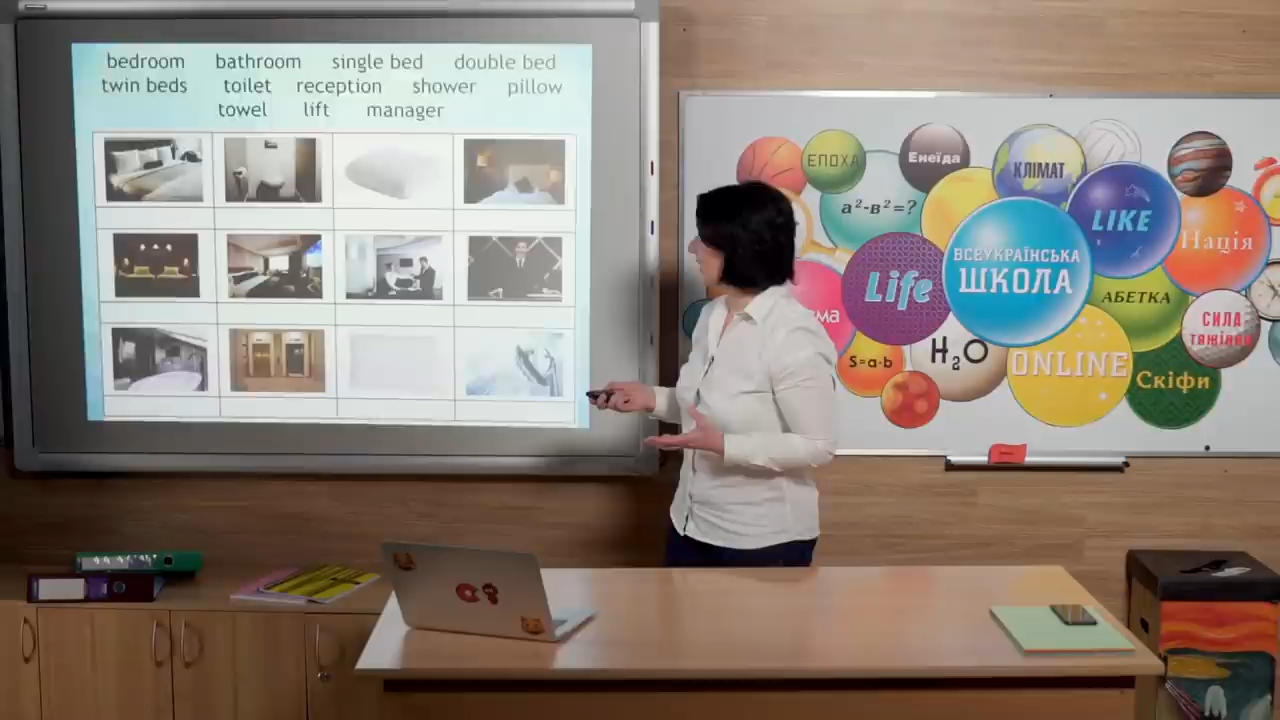 bedroom bathroom single bed double bed
twin beds toilet reception shower pillow
towel lift manager
ЕПОХА
Енеїда
КЛІМАТ
a²-в²=?
LIKE
Нація
ВСЕУКРАЇНСЬКА
ШКОЛА
Life
АБЕТКА
СИЛА
тяжіння
S=a·b
H₂O
ONLINE
Скіфи